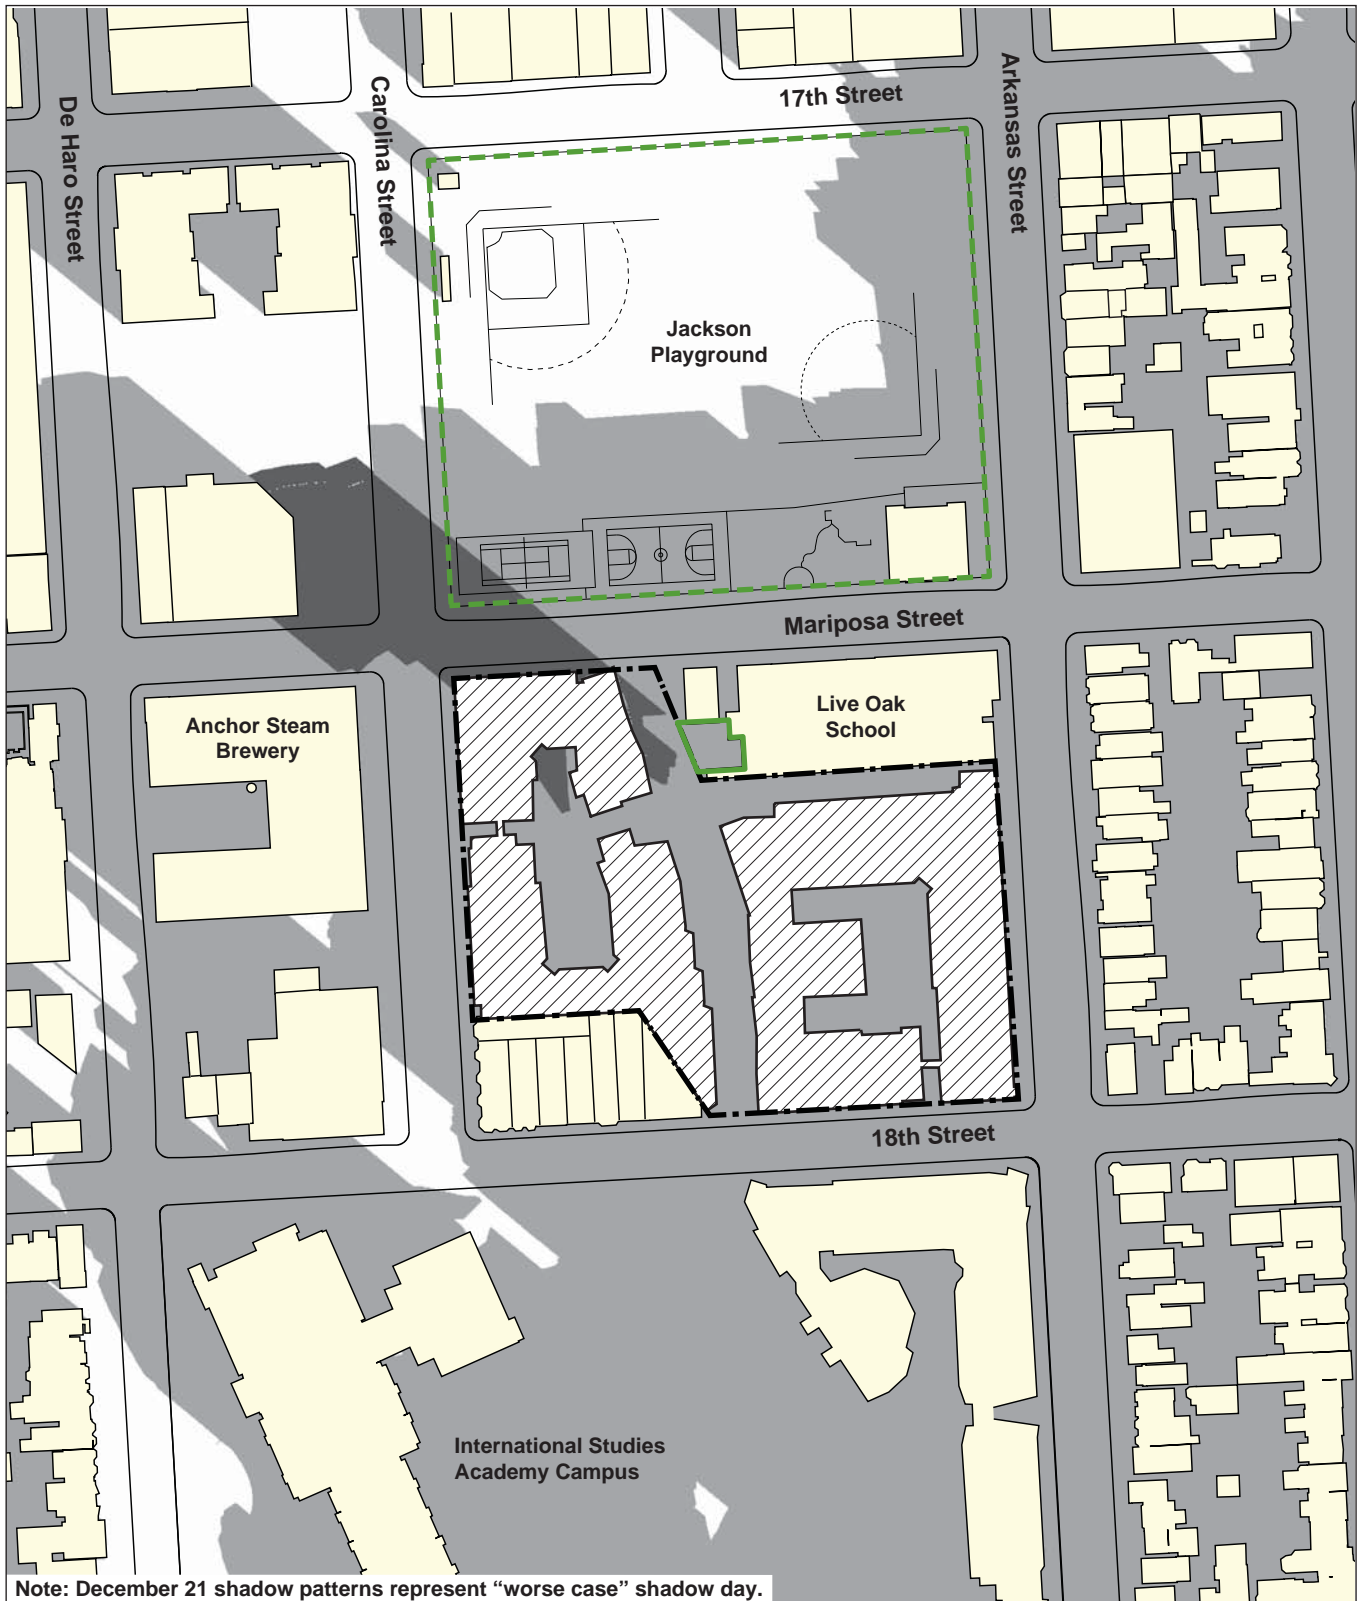 17th Street
De Haro Street
Carolina Street
Arkansas Street
Jackson
Playground
Mariposa Street
Anchor Steam
Brewery
Live Oak
School
18th Street
International Studies
Academy Campus
Note: December 21 shadow patterns represent “worse case” shadow day.